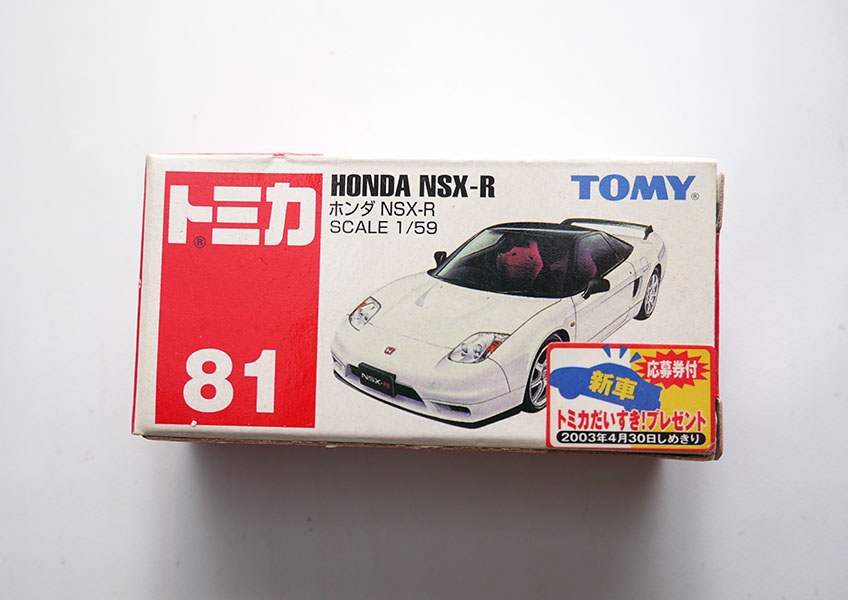 トミカ®
81
HONDA NSX-R
ホンダ NSX-R
SCALE 1/59
TOMY®
NSX-R
新車
応募券付
トミカだいすき!プレゼント
2003年4月30日しめきり